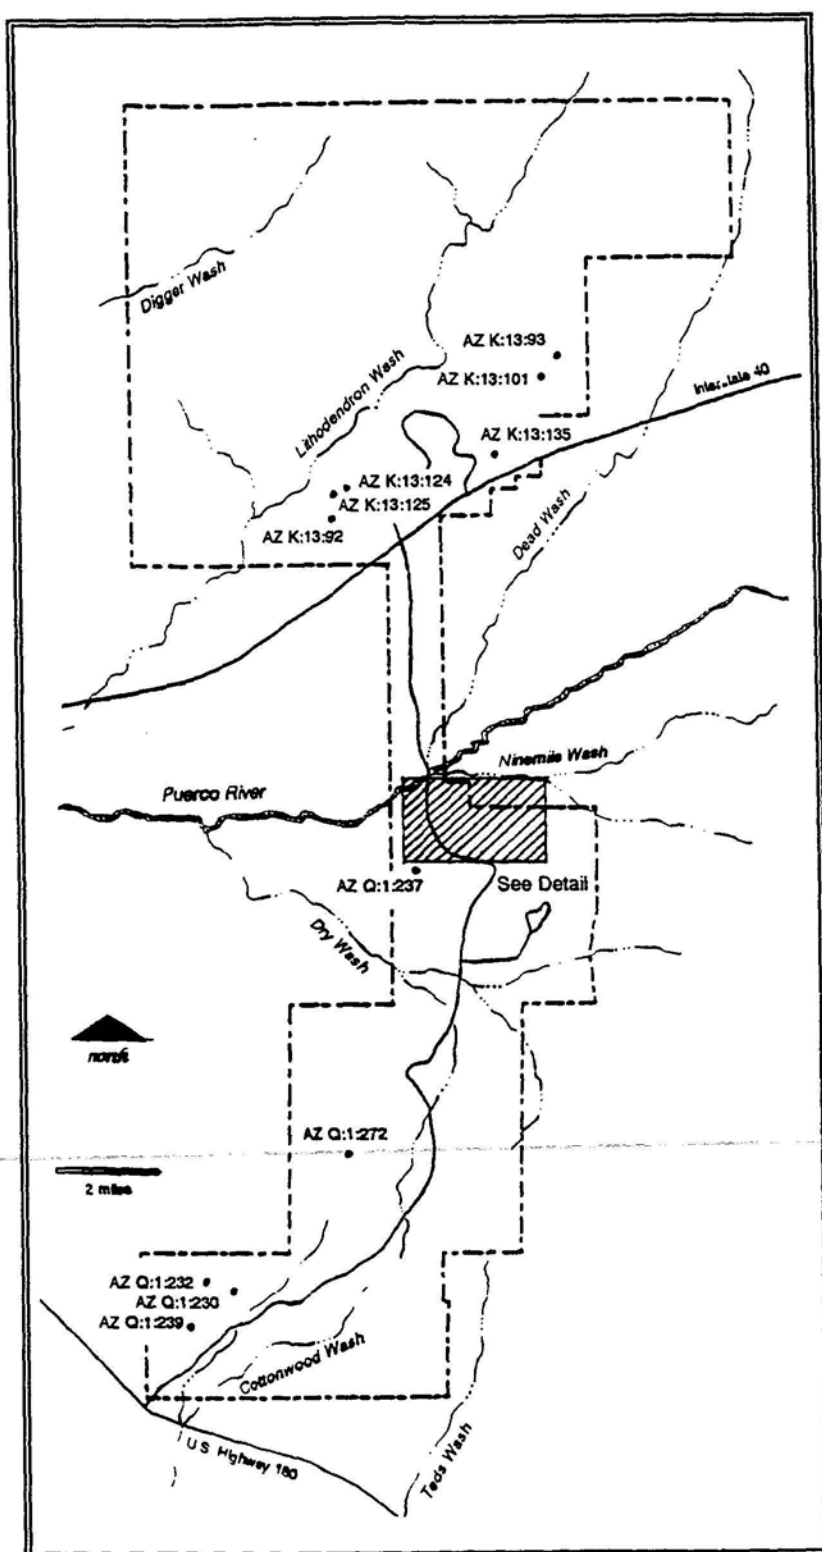 Digger Wash
AZ K:13:93
AZ K:13:101
Lithodendron Wash
AZ K:13:135
AZ K:13:124
AZ K:13:125
AZ K:13:92
Dead Wash
Ninemile Wash
Puerco River
AZ Q:1:237
See Detail
Dry Wash
north
AZ Q:1:272
2 miles
AZ Q:1:232
AZ Q:1:230
AZ Q:1:239
Cottonwood Wash
U.S. Highway 180
Teds Wash